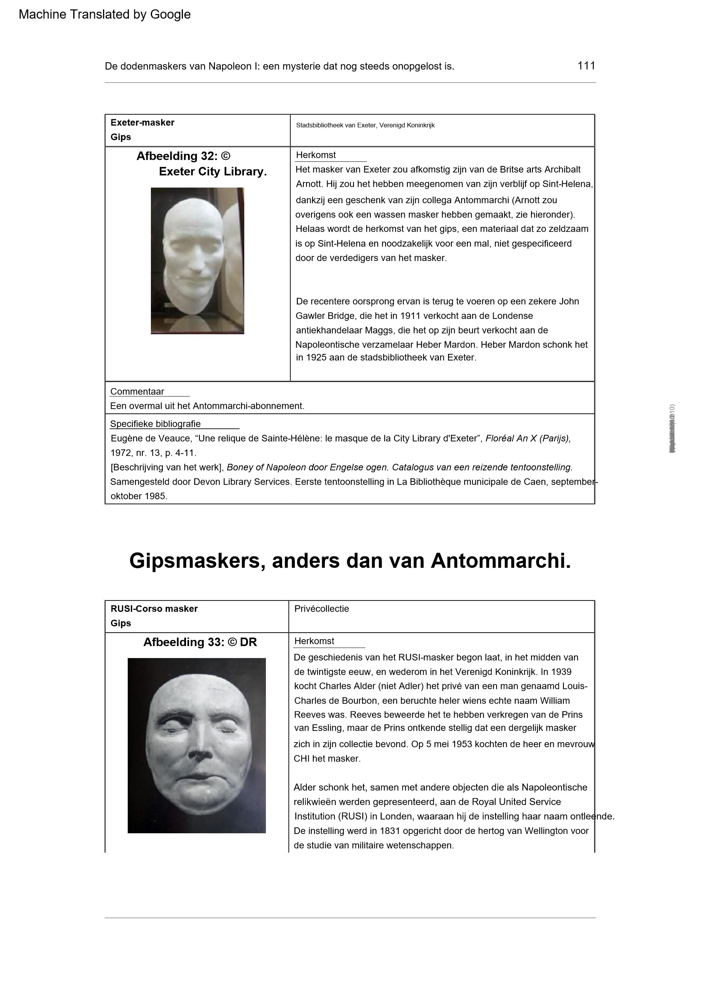 Machine Translated by Google
De dodenmaskers van Napoleon I: een mysterie dat nog steeds onopgelost is.
111
Exeter-masker
Gips
Stadsbibliotheek van Exeter, Verenigd Koninkrijk
Afbeelding 32: ©
Exeter City Library.
Herkomst
Het masker van Exeter zou afkomstig zijn van de Britse arts Archibalt
Arnott. Hij zou het hebben meegenomen van zijn verblijf op Sint-Helena,
dankzij een geschenk van zijn collega Antommarchi (Arnott zou
overigens ook een wassen masker hebben gemaakt, zie hieronder).
Helaas wordt de herkomst van het gips, een materiaal dat zo zeldzaam
is op Sint-Helena en noodzakelijk voor een mal, niet gespecificeerd
door de verdedigers van het masker.
De recentere oorsprong ervan is terug te voeren op een zekere John
Gawler Bridge, die het in 1911 verkocht aan de Londense
antiekhandelaar Maggs, die het op zijn beurt verkocht aan de
Napoleontische verzamelaar Heber Mardon. Heber Mardon schonk het
in 1925 aan de stadsbibliotheek van Exeter.
Commentaar
Een overmal uit het Antommarchi-abonnement.
Specifieke bibliografie
Eugène de Veauce, “Une relique de Sainte-Hélène: le masque de la City Library d'Exeter”, Floréal An X (Parijs),
1972, nr. 13, p. 4-11.
[Beschrijving van het werk], Boney of Napoleon door Engelse ogen. Catalogus van een reizende tentoonstelling.
Samengesteld door Devon Library Services. Eerste tentoonstelling in La Bibliothèque municipale de Caen, september-
oktober 1985.
Gipsmaskers, anders dan van Antommarchi.
RUSI-Corso masker
Gips
Privécollectie
Afbeelding 33: © DR
Herkomst
De geschiedenis van het RUSI-masker begon laat, in het midden van
de twintigste eeuw, en wederom in het Verenigd Koninkrijk. In 1939
kocht Charles Alder (niet Adler) het privé van een man genaamd Louis-
Charles de Bourbon, een beruchte heler wiens echte naam William
Reeves was. Reeves beweerde het te hebben verkregen van de Prins
van Essling, maar de Prins ontkende stellig dat een dergelijk masker
zich in zijn collectie bevond. Op 5 mei 1953 kochten de heer en mevrouw
CHI het masker.
Alder schonk het, samen met andere objecten die als Napoleontische
relikwieën werden gepresenteerd, aan de Royal United Service
Institution (RUSI) in Londen, waaraan hij de instelling haar naam ontleende.
De instelling werd in 1831 opgericht door de hertog van Wellington voor
de studie van militaire wetenschappen.